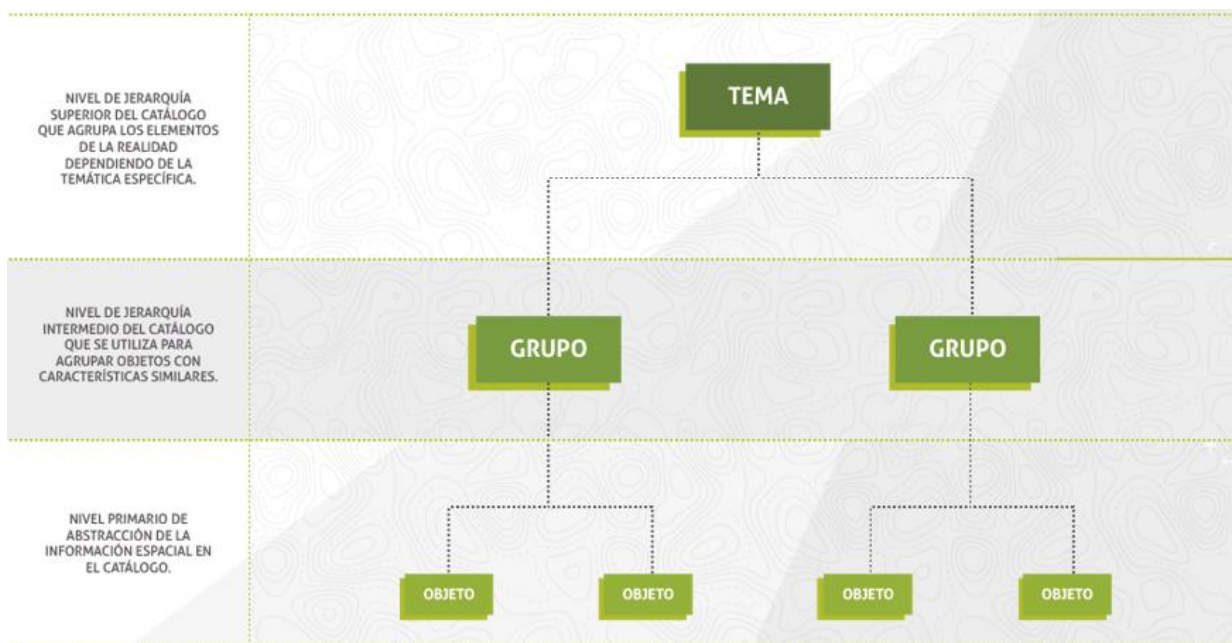 NIVEL DE JERARQUÍA
SUPERIOR DEL CATÁLOGO
QUE AGRUPA LOS ELEMENTOS
DE LA REALIDAD
DEPENDIENDO DE LA
TEMÁTICA ESPECÍFICA.
TEMA
NIVEL DE JERARQUÍA
INTERMEDIO DEL CATÁLOGO
QUE SE UTILIZA PARA
AGRUPAR OBJETOS CON
CARACTERÍSTICAS SIMILARES.
GRUPO
GRUPO
NIVEL PRIMARIO DE
ABSTRACCIÓN DE LA
INFORMACIÓN ESPACIAL EN
EL CATÁLOGO.
OBJETO
OBJETO
OBJETO
OBJETO